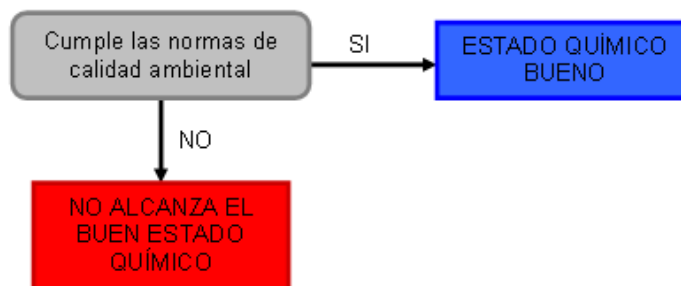 Cumple las normas de
calidad ambiental
SI
ESTADO QUÍMICO
BUENO
NO
NO ALCANZA EL
BUEN ESTADO
QUÍMICO